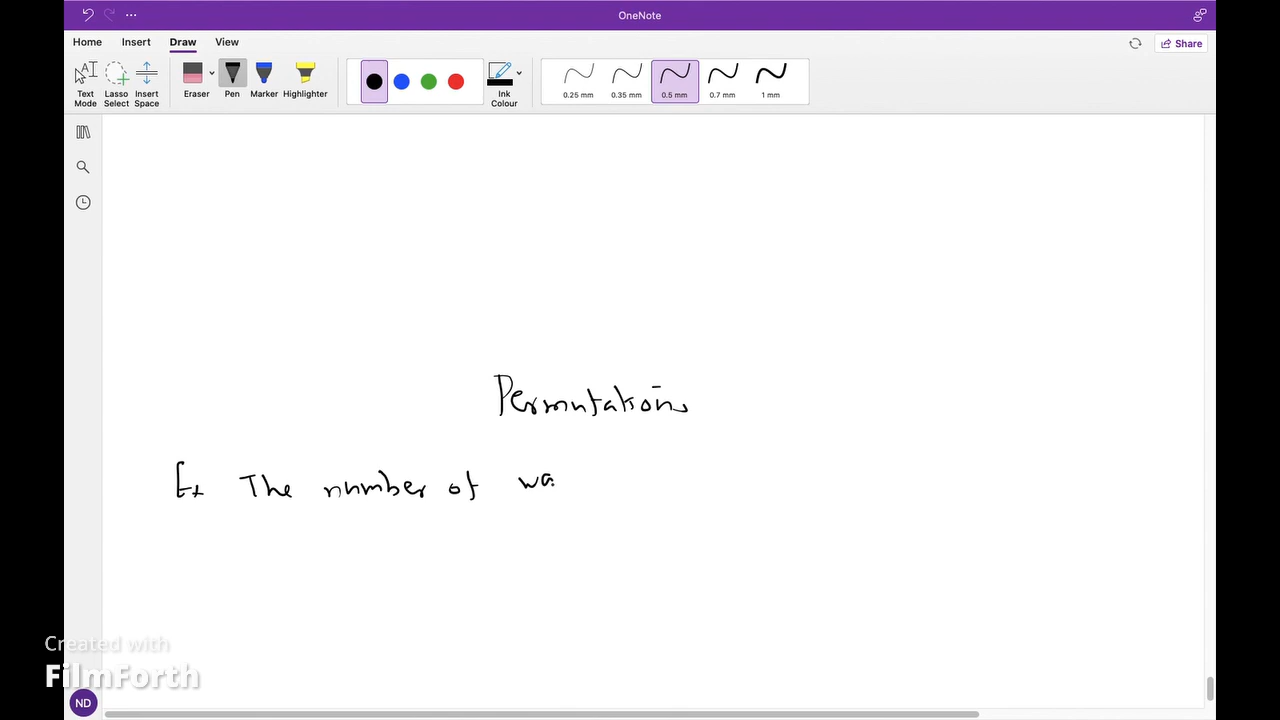 OneNote
Home Insert Draw View
Share
Text Mode
Lasso Select
Insert Space
Eraser
Pen
Marker
Highlighter
Ink Colour
0.25 mm
0.35 mm
0.5 mm
0.7 mm
1 mm
Permutations
Ex The number of wa
Created with
FilmForth
ND